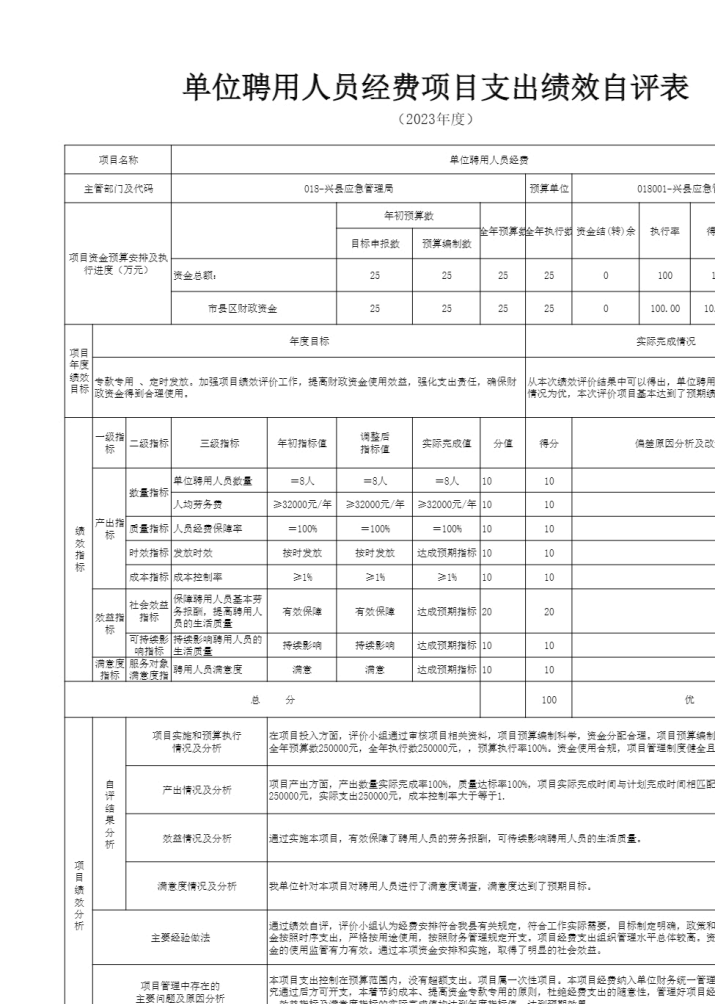 单位聘用人员经费项目支出绩效自评表
（2023年度）
项目名称 单位聘用人员经费
主管部门及代码 018-兴县应急管理局 预算单位 018001-兴县应急
项目资金预算安排及执
行进度（万元）
年初预算数
目标申报数 预算编制数 全年预算数 全年执行数 资金结(转)余 执行率
资金总额： 25 25 25 25 0 100
市县区财政资金 25 25 25 25 0 100.00
项目
年度
绩效
目标
年度目标 实际完成情况
专款专用 、定时发放。加强项目绩效评价工作，提高财政资金使用效益，强化支出责任，确保财
政资金得到合理使用。
从本次绩效评价结果中可以得出，单位聘用
情况为优，本次评价项目基本达到了预期绩
绩
效
指
标
一级指
标
二级指标 三级指标 年初指标值
调整后
指标值
实际完成值 分值 得分 偏差原因分析及改
产出指
标
数量指标
单位聘用人员数量 ＝8人 ＝8人 ＝8人 10 10
人均劳务费 ≥32000元/年 ≥32000元/年 ≥32000元/年 10 10
质量指标 人员经费保障率 ＝100% ＝100% ＝100% 10 10
时效指标 发放时效 按时发放 按时发放 达成预期指标 10 10
成本指标 成本控制率 ≥1% ≥1% ≥1% 10 10
效益指
标
社会效益
指标
保障聘用人员基本劳
务报酬，提高聘用人
员的生活质量
有效保障 有效保障 达成预期指标 20 20
可持续影
响指标
持续影响聘用人员的
生活质量
持续影响 持续影响 达成预期指标 10 10
满意度
指标
服务对象
满意度指
聘用人员满意度 满意 满意 达成预期指标 10 10
总 分 100 优
项
目
绩
效
分
析
自
评
结
果
分
析
项目实施和预算执行
情况及分析
在项目投入方面，评价小组通过审核项目相关资料，项目预算编制科学，资金分配合理。项目预算编制
全年预算数250000元，全年执行数250000元，，预算执行率100%。资金使用合规，项目管理制度健全且
产出情况及分析
项目产出方面，产出数量实际完成率100%，质量达标率100%，项目实际完成时间与计划完成时间相匹配
250000元，实际支出250000元，成本控制率大于等于1.
效益情况及分析
通过实施本项目，有效保障了聘用人员的劳务报酬，可待续影响聘用人员的生活质量。
满意度情况及分析
我单位针对本项目对聘用人员进行了满意度调查，满意度达到了预期目标。
主要经验做法
通过绩效自评，评价小组认为经费安排符合我县有关规定，符合工作实际需要，目标制定明确，政策和
金按照时序支出，严格按用途使用，按照财务管理规定开支。项目经费支出组织管理水平总体较高、资
金的使用监管有力有效。通过本项资金安排和实施，取得了明显的社会效益。
项目管理中存在的
主要问题及原因分析
本项目支出控制在预算范围内，没有超额支出。项目属一次性项目。本项目经费纳入单位财务统一管理
究通过后方可开支，本着节约成本、提高资金专款专用的原则，杜绝经费支出的随意性，管理好项目经